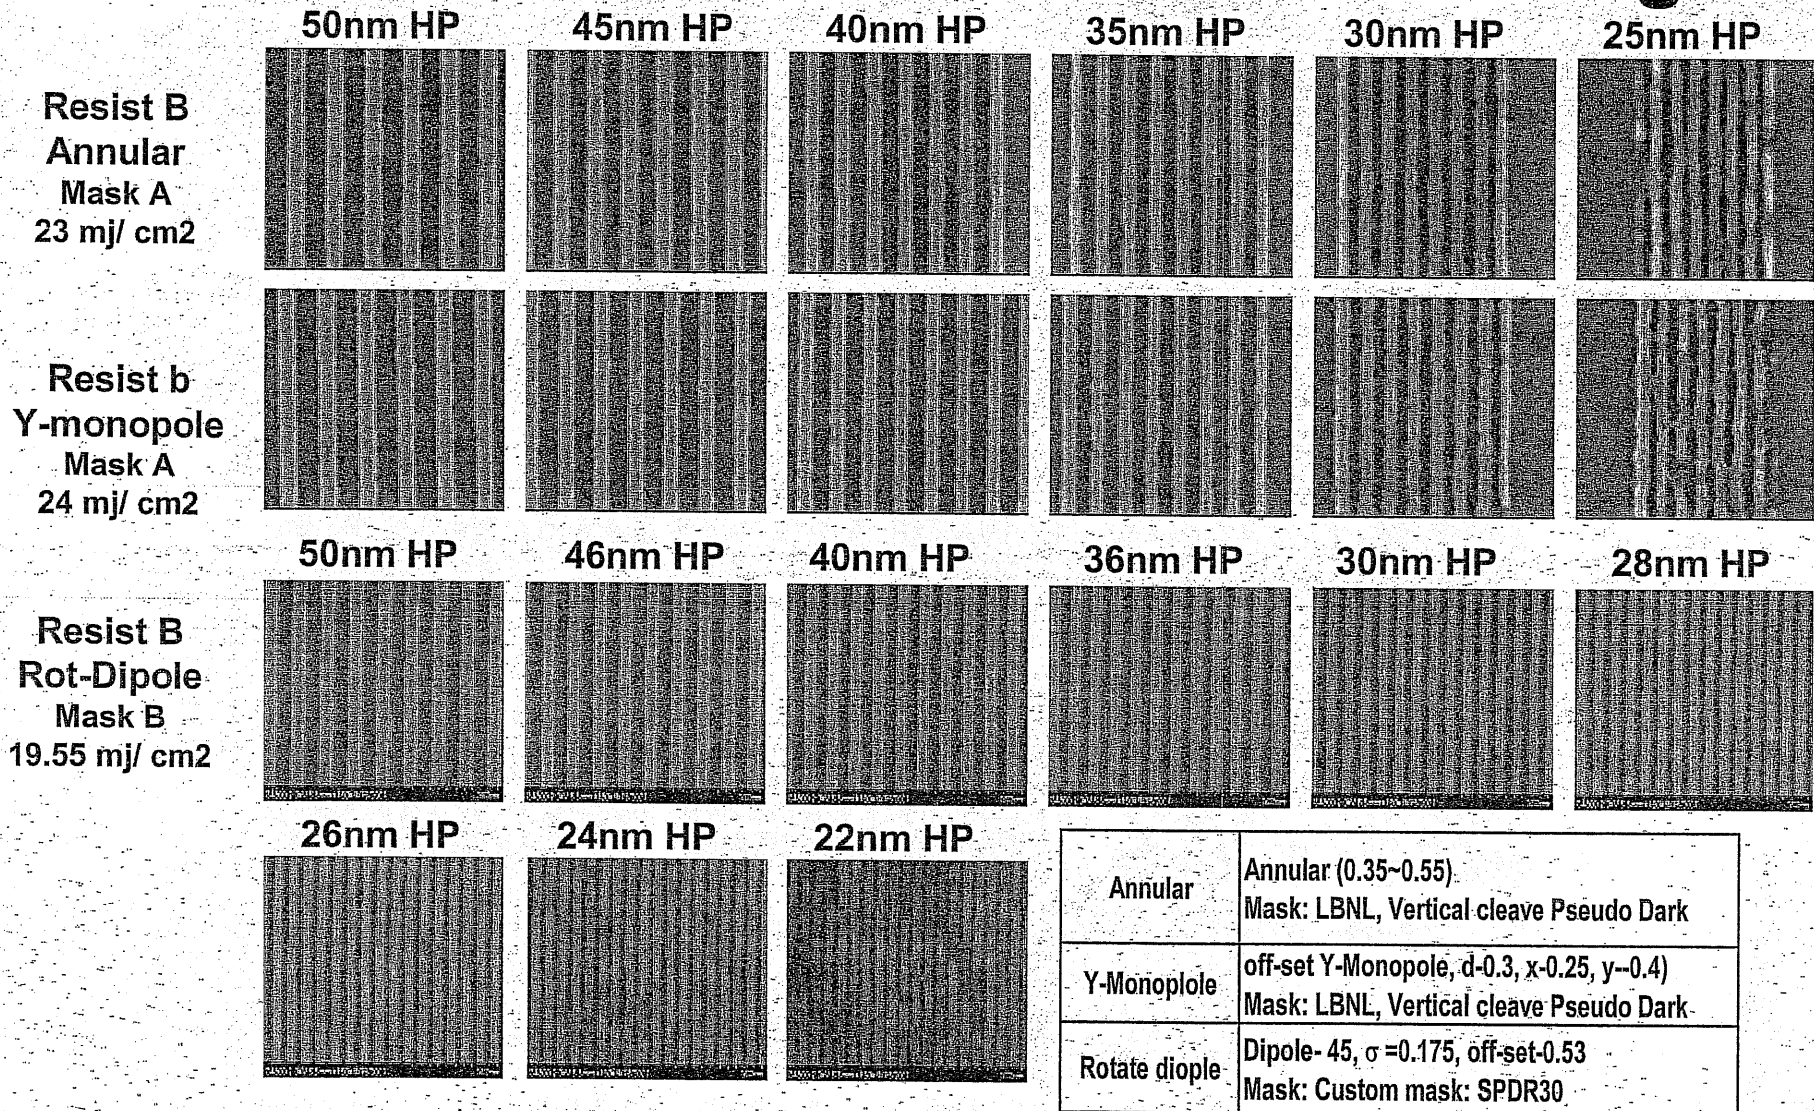 50nm HP 45nm HP 40nm HP 35nm HP 30nm HP 25nm HP
Resist B
Annular
Mask A
23 mj/ cm2
Resist b
Y-monopole
Mask A
24 mj/ cm2
50nm HP 46nm HP 40nm HP 36nm HP 30nm HP 28nm HP
Resist B
Rot-Dipole
Mask B
19.55 mj/ cm2
26nm HP 24nm HP 22nm HP
Annular
Annular (0.35~0.55)
Mask: LBNL, Vertical cleave Pseudo Dark
Y-Monoplole
off-set Y-Monopole, d-0.3, x-0.25, y--0.4)
Mask: LBNL, Vertical cleave Pseudo Dark
Rotate diople
Dipole- 45, σ =0.175, off-set-0.53
Mask: Custom mask: SPDR30